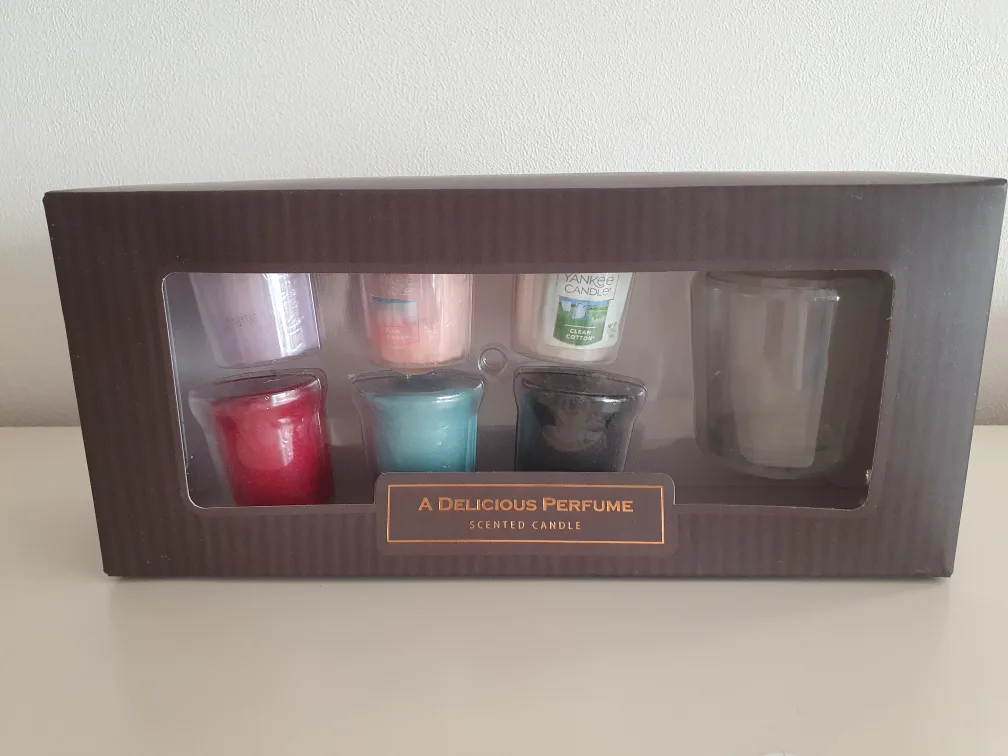 YANKEE
CANDLE®
CLEAN
COTTON®
A DELICIOUS PERFUME
SCENTED CANDLE